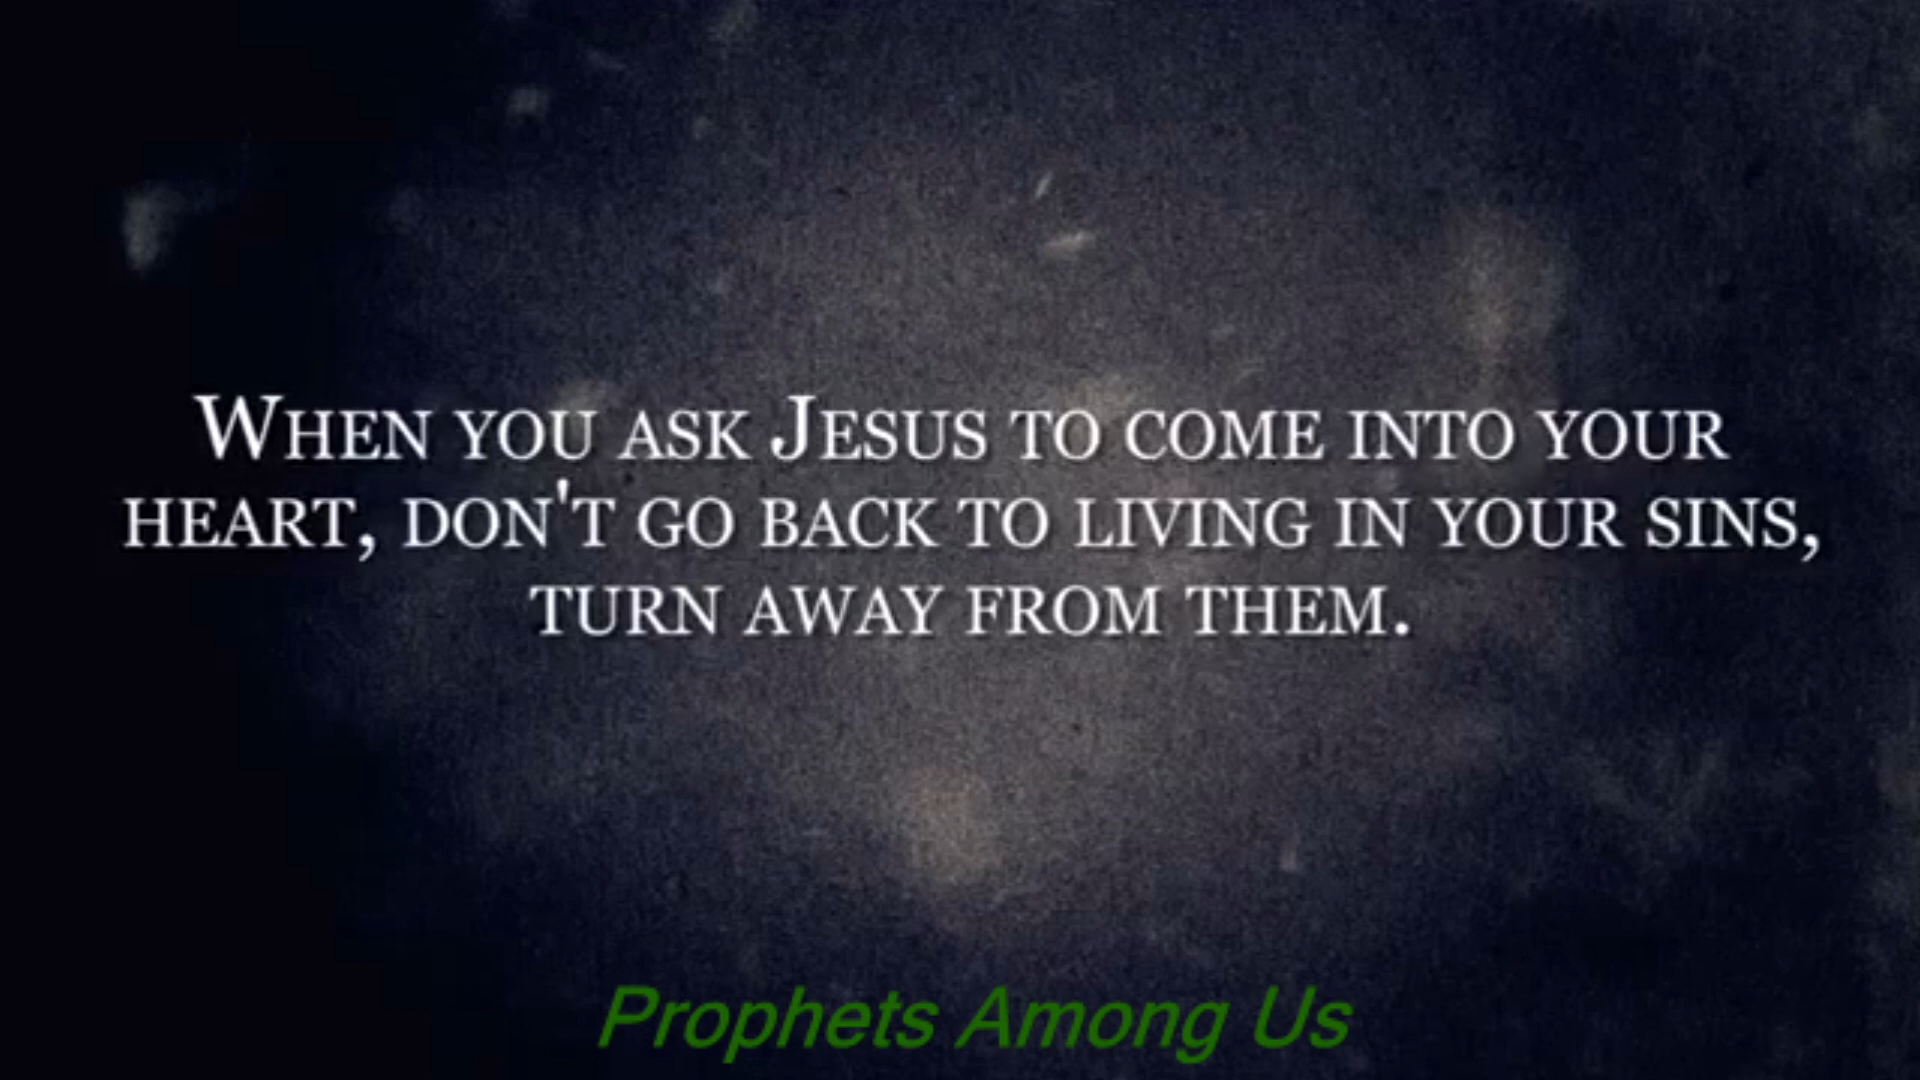 When you ask Jesus to come into your
heart, don't go back to living in your sins,
turn away from them.
Prophets Among Us